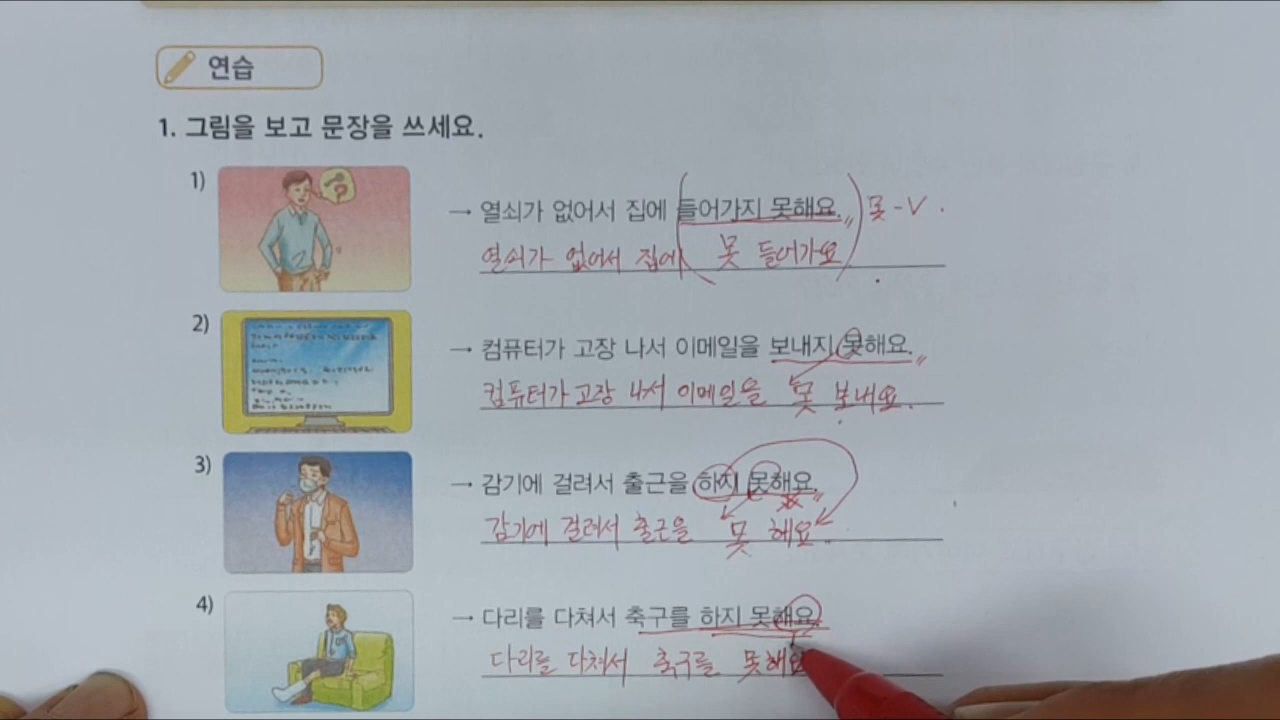 연습
1. 그림을 보고 문장을 쓰세요.
1)
→ 열쇠가 없어서 집에 들어가지 못해요. 못-V.
열쇠가 없어서 집에 못 들어가요
2)
→ 컴퓨터가 고장 나서 이메일을 보내지 못해요.
컴퓨터가 고장 나서 이메일을 못 보내요.
3)
→ 감기에 걸려서 출근을 하지 못해요.
감기에 걸려서 출근을 못 해요.
4)
→ 다리를 다쳐서 축구를 하지 못해요.
다리를 다쳐서 축구를 못해요